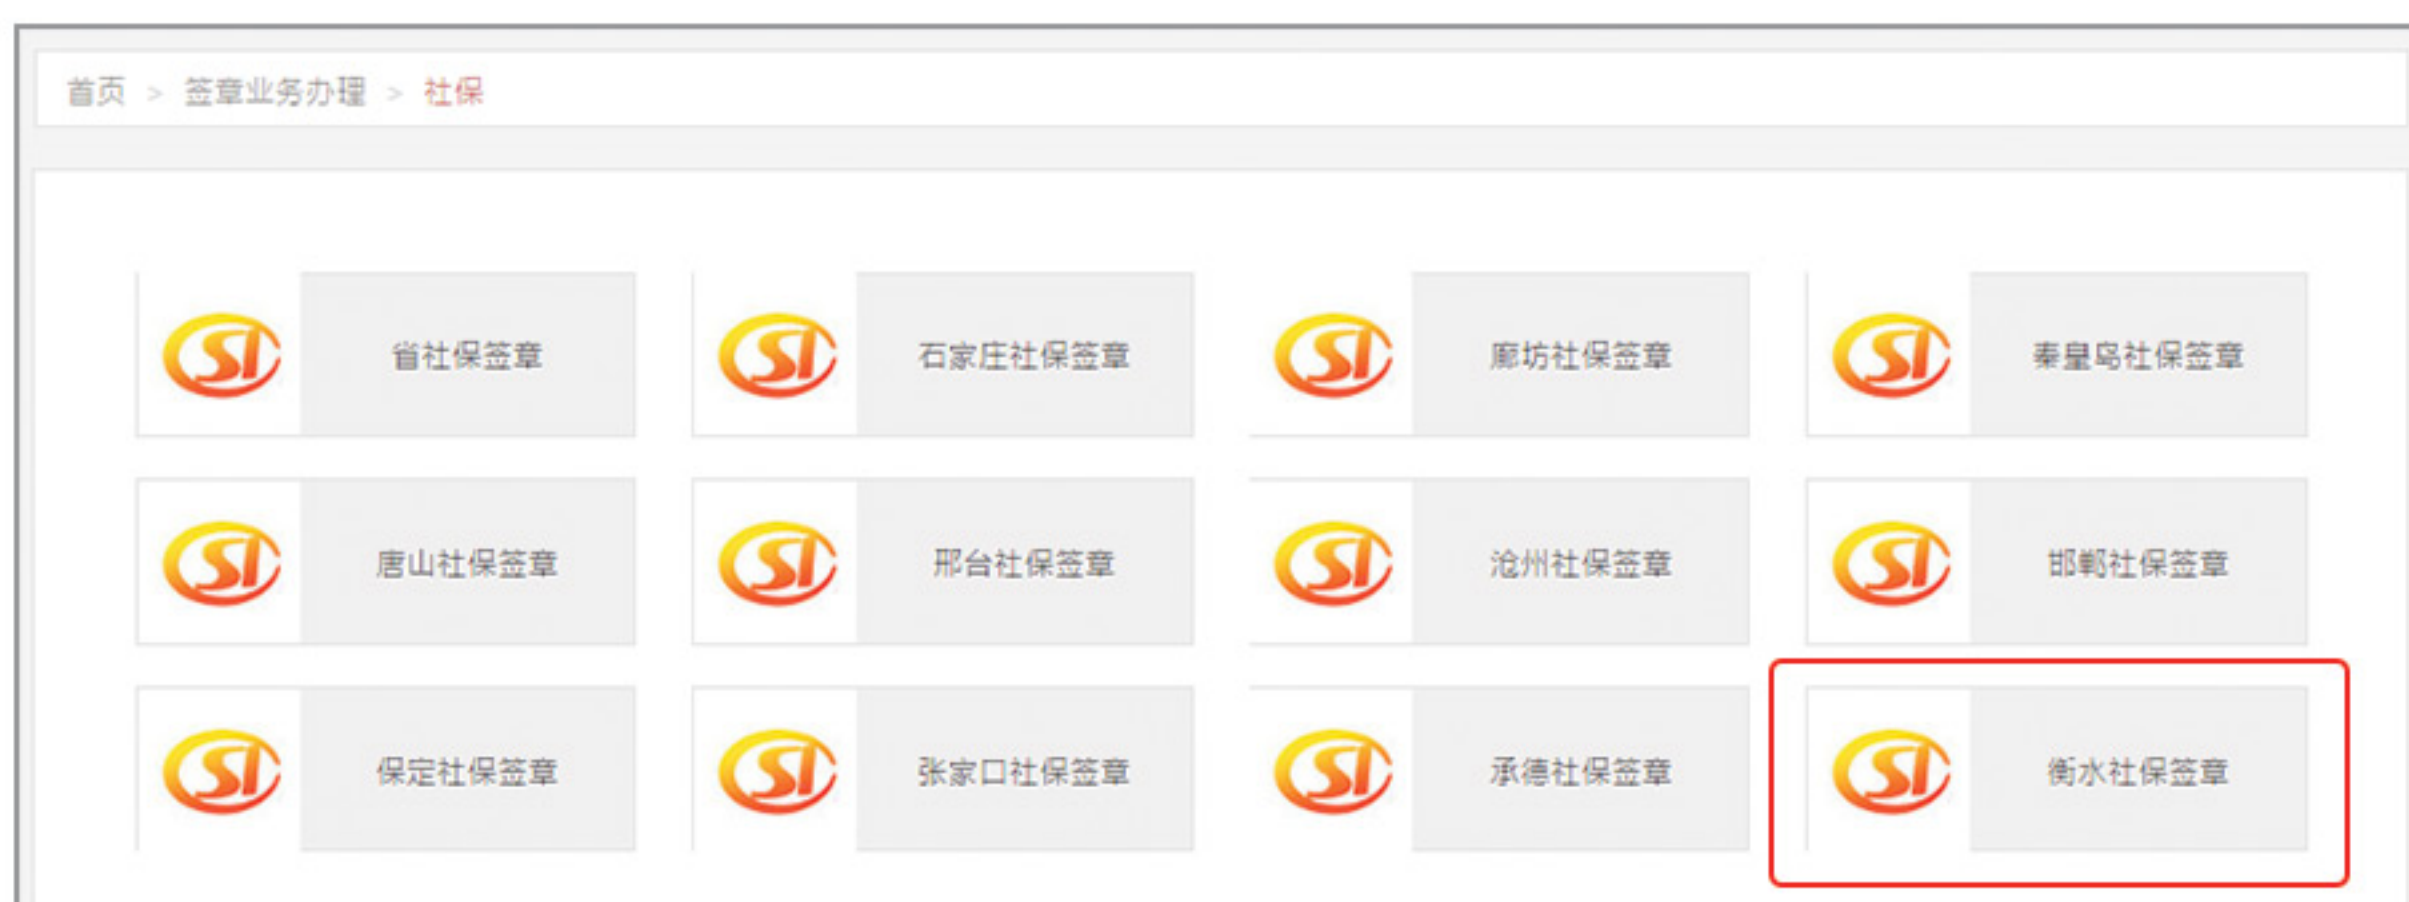 首页 > 签章业务办理 > 社保
省社保签章 石家庄社保签章 廊坊社保签章 秦皇岛社保签章
唐山社保签章 邢台社保签章 沧州社保签章 邯郸社保签章
保定社保签章 张家口社保签章 承德社保签章 衡水社保签章